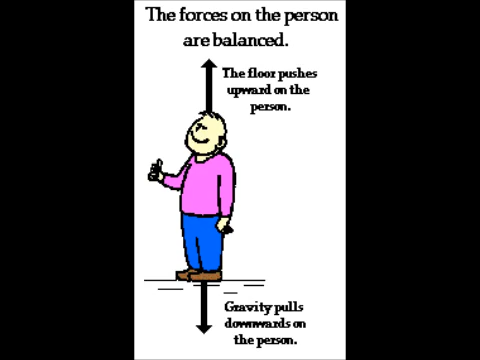 The forces on the person
are balanced.
The floor pushes
upward on the
person.
Gravity pulls
downwards on
the person.